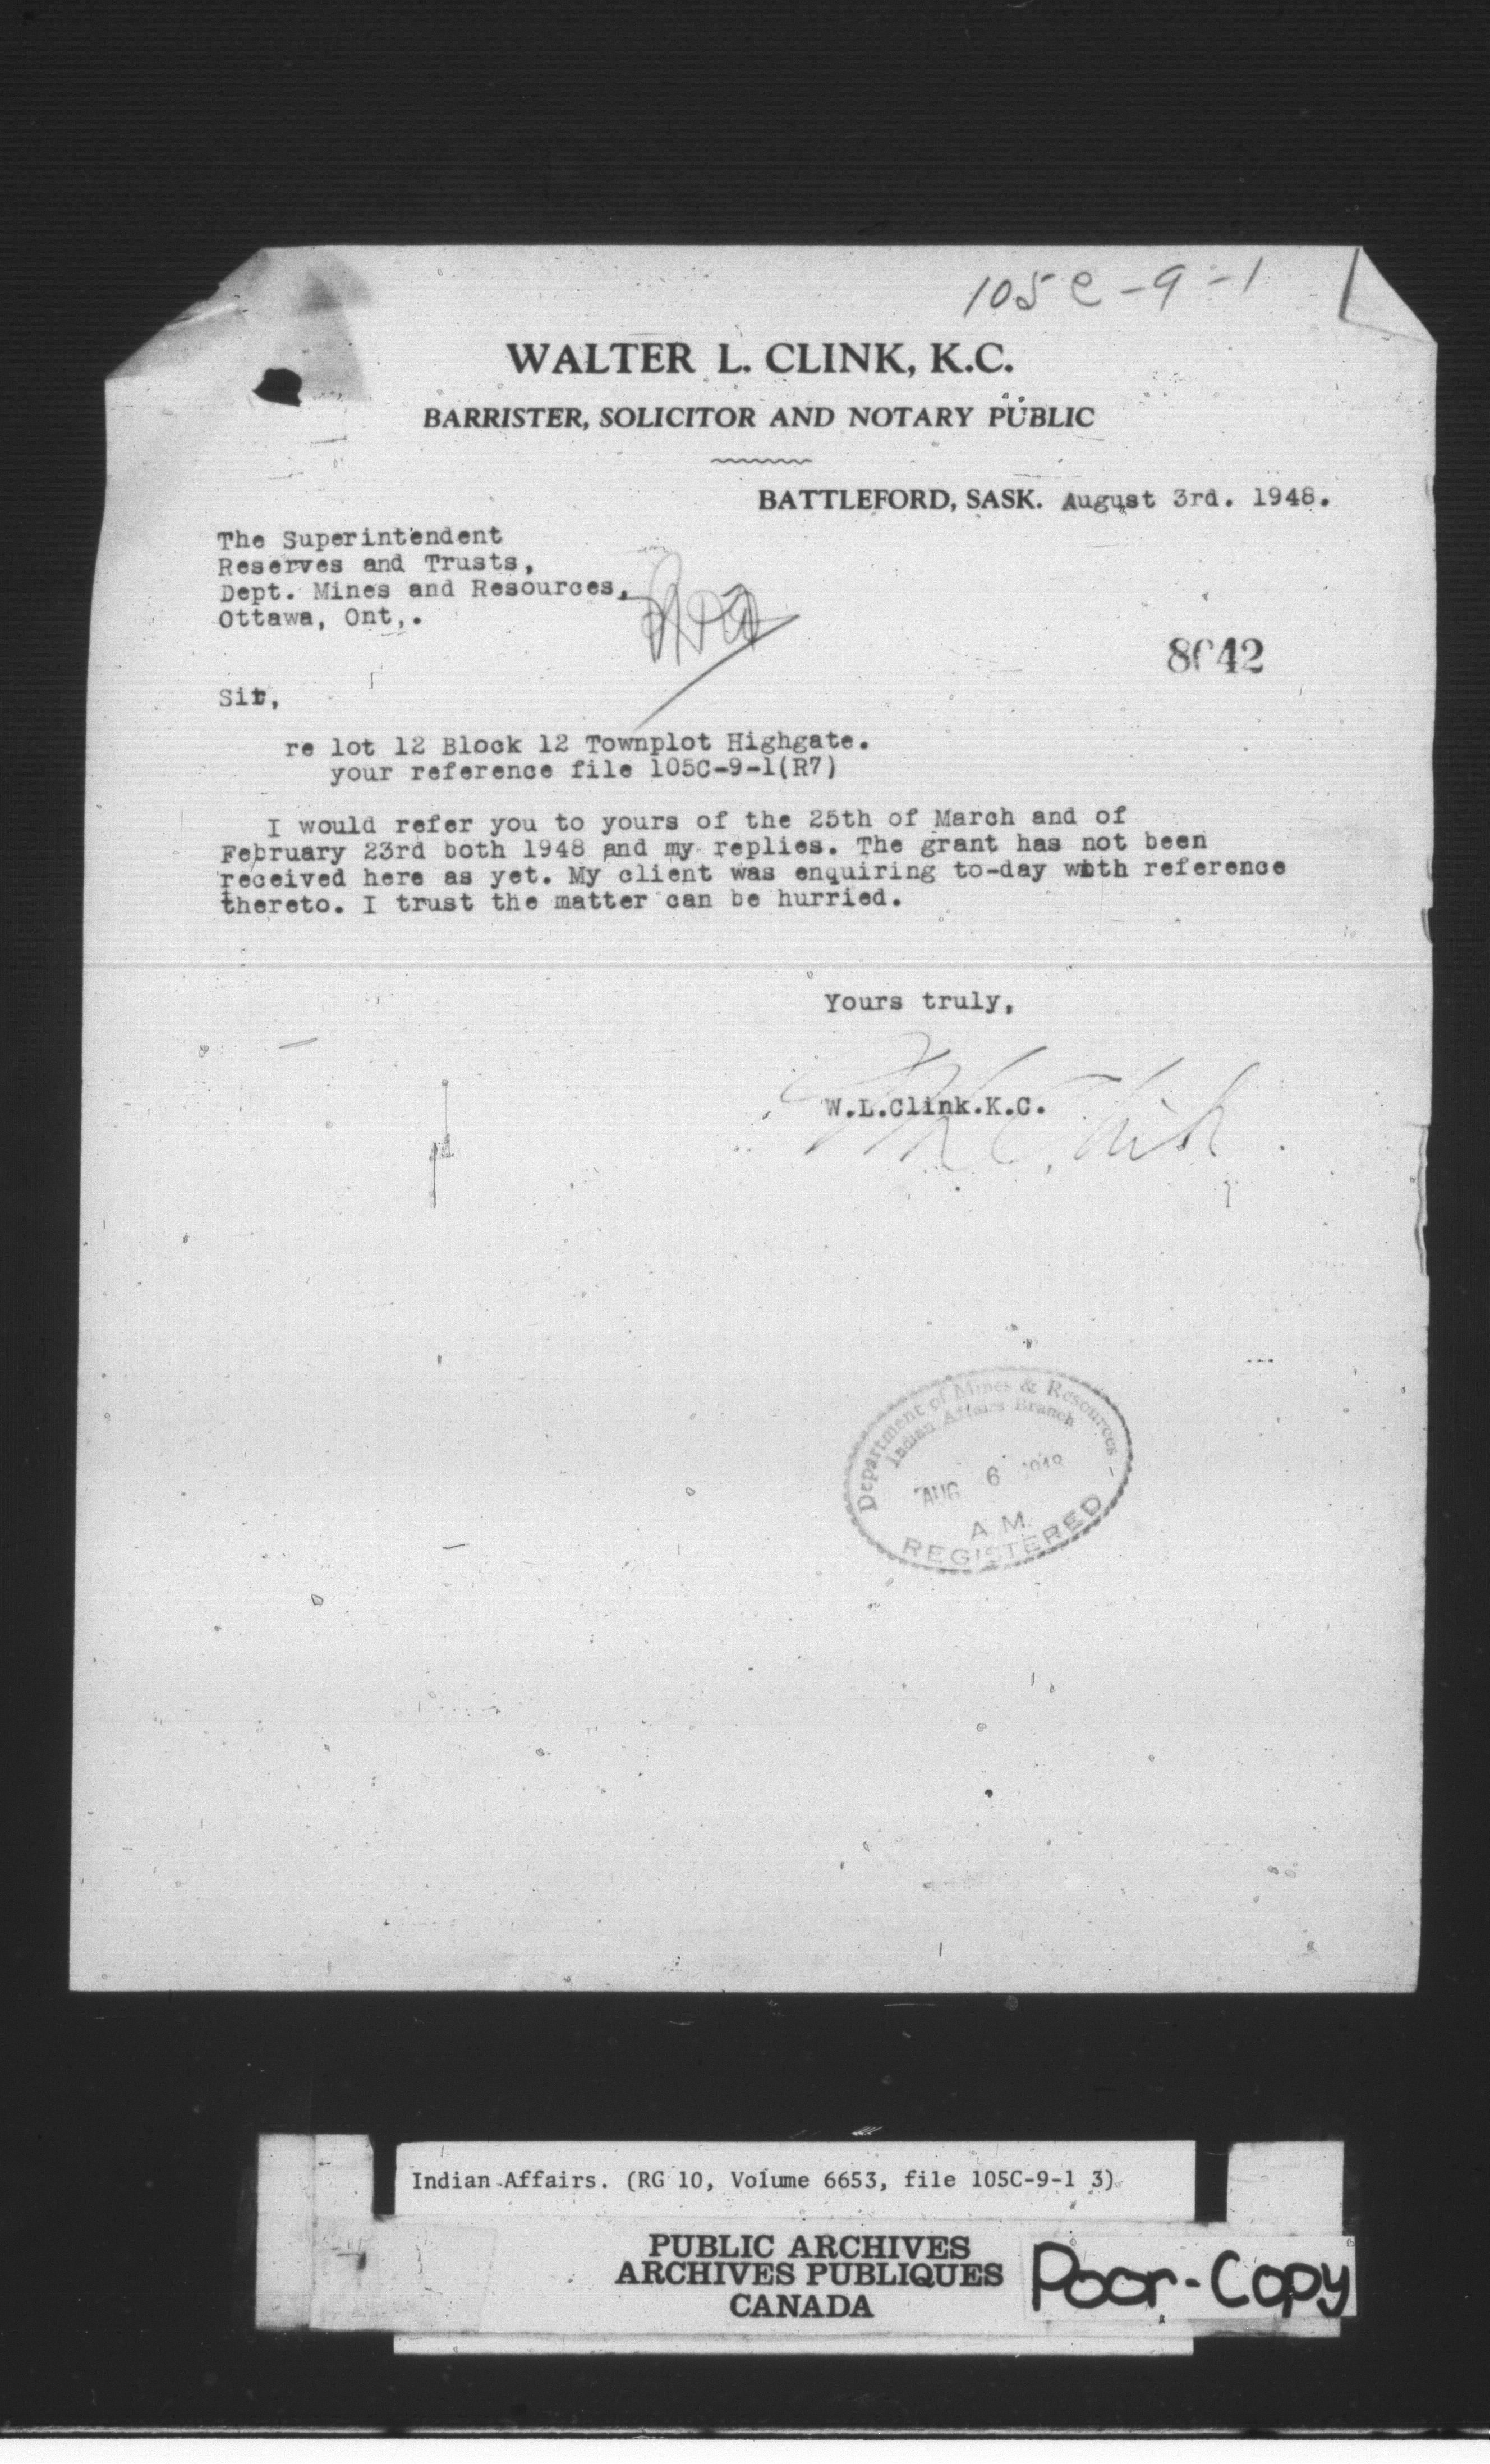 105 C-9-1
WALTER L. CLINK, K.C.
BARRISTER, SOLICITOR AND NOTARY PUBLIC
BATTLEFORD, SASK. August 3rd. 1948.
The Superintendent
Reserves and Trusts,
Dept. Mines and Resources,
Ottawa, Ont,.
8042
Sir,
re lot 12 Block 12 Townplot Highgate.
your reference file 105C-9-1(R7)
I would refer you to yours of the 25th of March and of
February 23rd both 1948 and my replies. The grant has not been
received here as yet. My client was enquiring to-day with reference
thereto. I trust the matter can be hurried.
Yours truly,
W L Clink
W.L.Clink.K.C.
Department of Mines & Resources
Indian Affairs Branch
AUG 6 1948
A.M.
REGISTERED
Indian Affairs. (RG 10, Volume 6653, file 105C-9-1 3)
PUBLIC ARCHIVES
ARCHIVES PUBLIQUES
CANADA
Poor-Copy